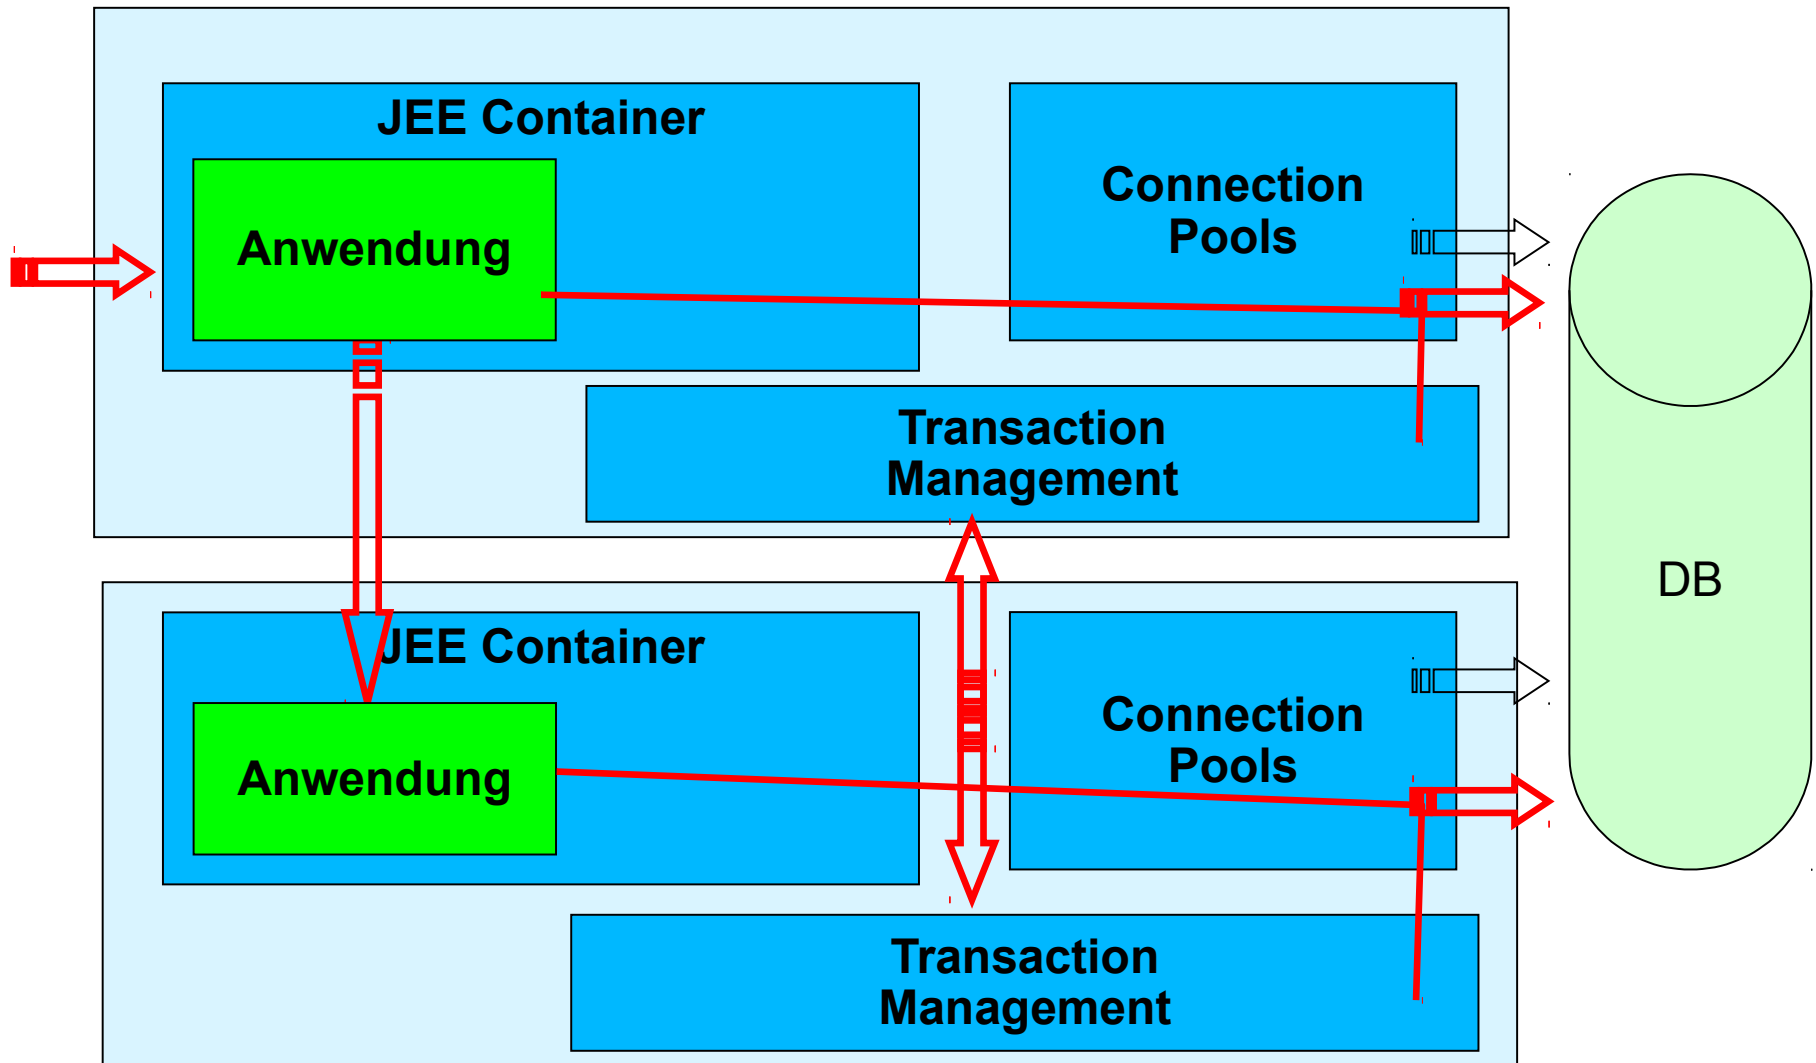 JEE Container
Anwendung
Connection
Pools
Transaction
Management
DB
JEE Container
Anwendung
Connection
Pools
Transaction
Management